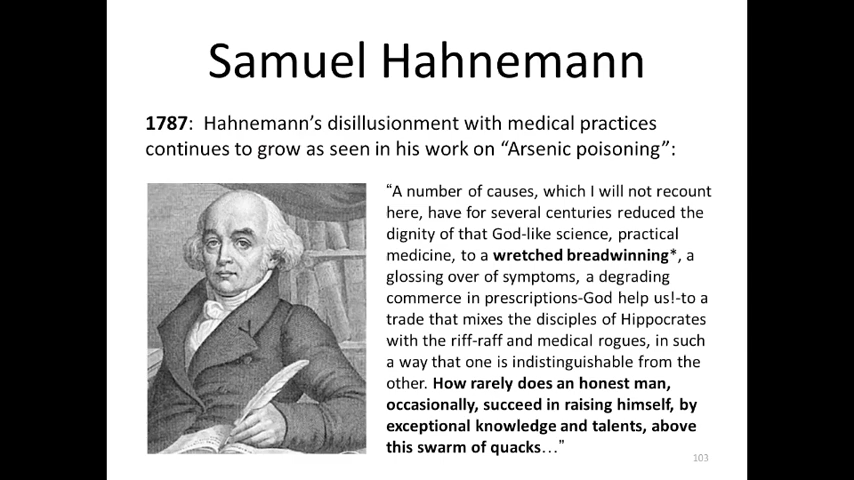 Samuel Hahnemann
1787:  Hahnemann’s disillusionment with medical practices
continues to grow as seen in his work on “Arsenic poisoning”:
“A number of causes, which I will not recount
here, have for several centuries reduced the
dignity of that God-like science, practical
medicine, to a wretched breadwinning*, a
glossing over of symptoms, a degrading
commerce in prescriptions-God help us!-to a
trade that mixes the disciples of Hippocrates
with the riff-raff and medical rogues, in such
a way that one is indistinguishable from the
other. How rarely does an honest man,
occasionally, succeed in raising himself, by
exceptional knowledge and talents, above
this swarm of quacks…”
103